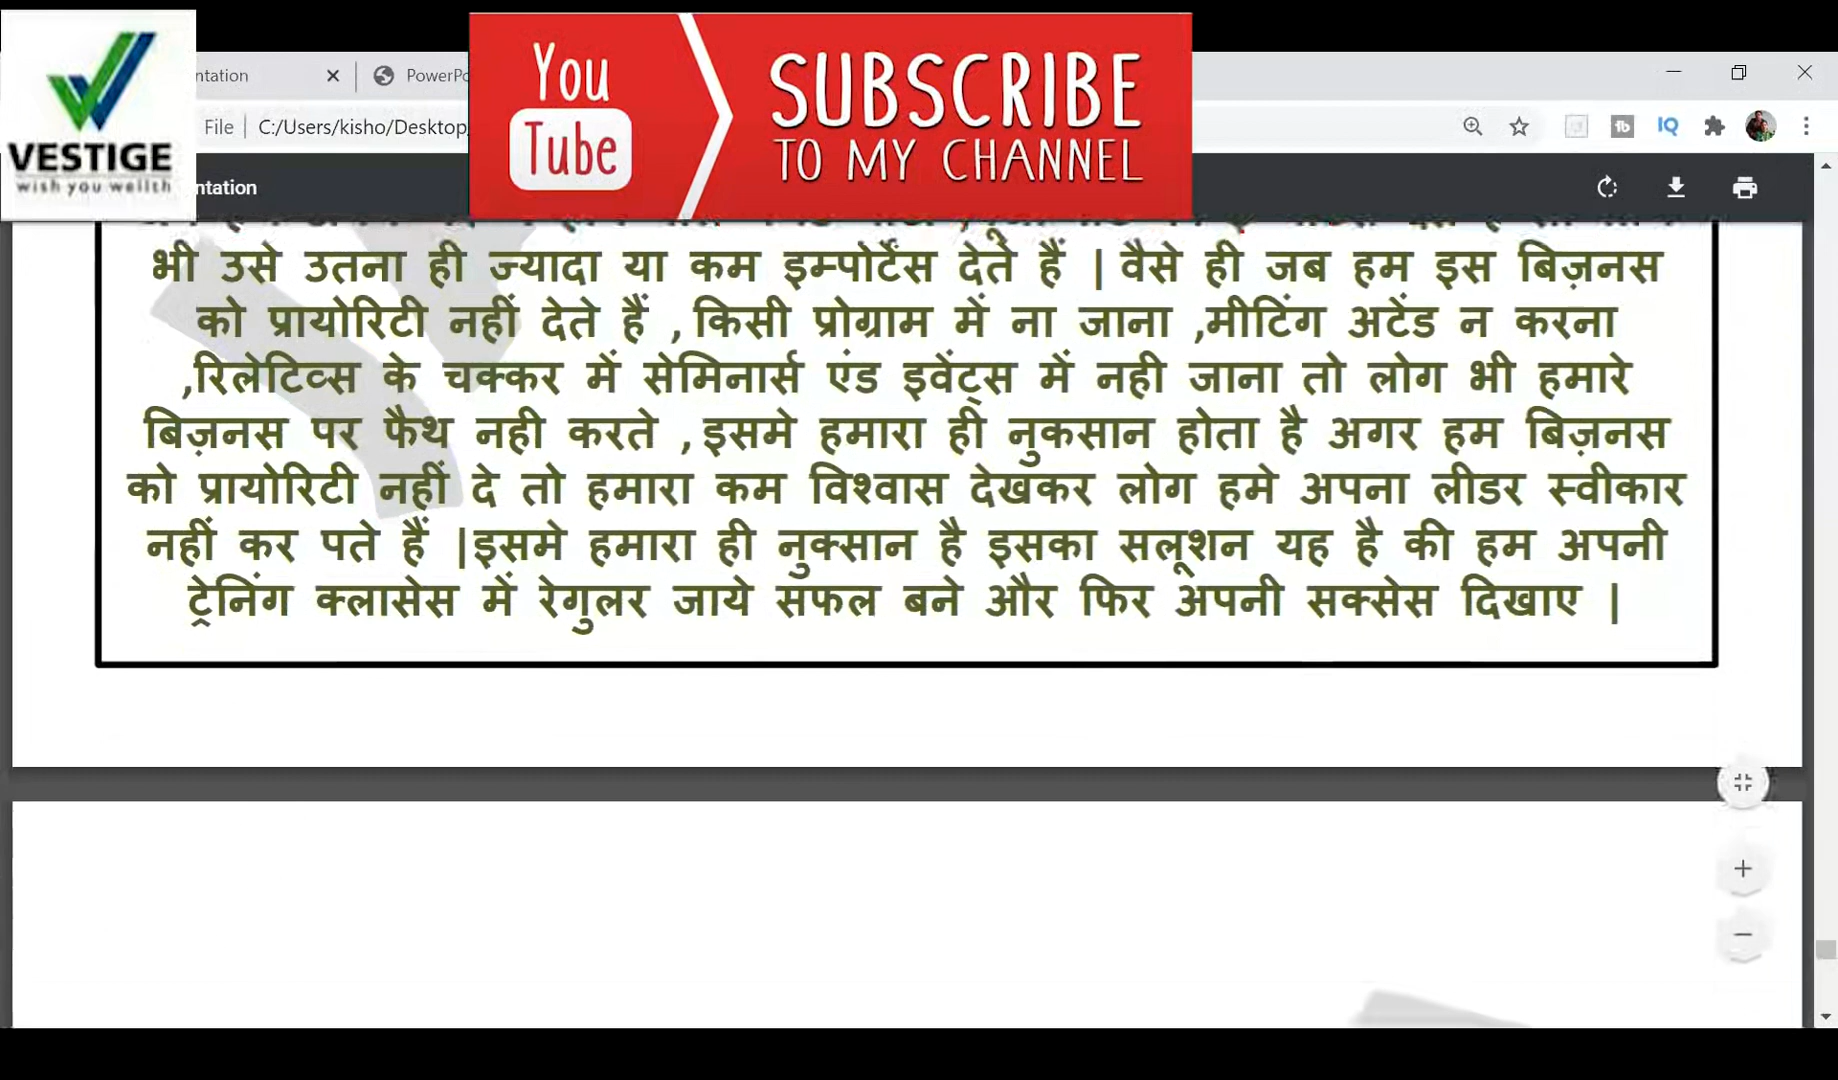 ntation
PowerPo
VESTIGE
wish you wellth
You
Tube
SUBSCRIBE
TO MY CHANNEL
File
C:/Users/kisho/Desktop
IQ
ntation
भी उसे उतना ही ज्यादा या कम इम्पोर्टेंस देते हैं | वैसे ही जब हम इस बिज़नस
को प्रायोरिटी नहीं देते हैं ,किसी प्रोग्राम में ना जाना ,मीटिंग अटेंड न करना
,रिलेटिव्स के चक्कर में सेमिनार्स एंड इवेंट्स में नही जाना तो लोग भी हमारे
बिज़नस पर फैथ नही करते ,इसमे हमारा ही नुकसान होता है अगर हम बिज़नस
को प्रायोरिटी नहीं दे तो हमारा कम विश्वास देखकर लोग हमे अपना लीडर स्वीकार
नहीं कर पते हैं |इसमे हमारा ही नुक्सान है इसका सलूशन यह है की हम अपनी
ट्रेनिंग क्लासेस में रेगुलर जाये सफल बने और फिर अपनी सक्सेस दिखाए |